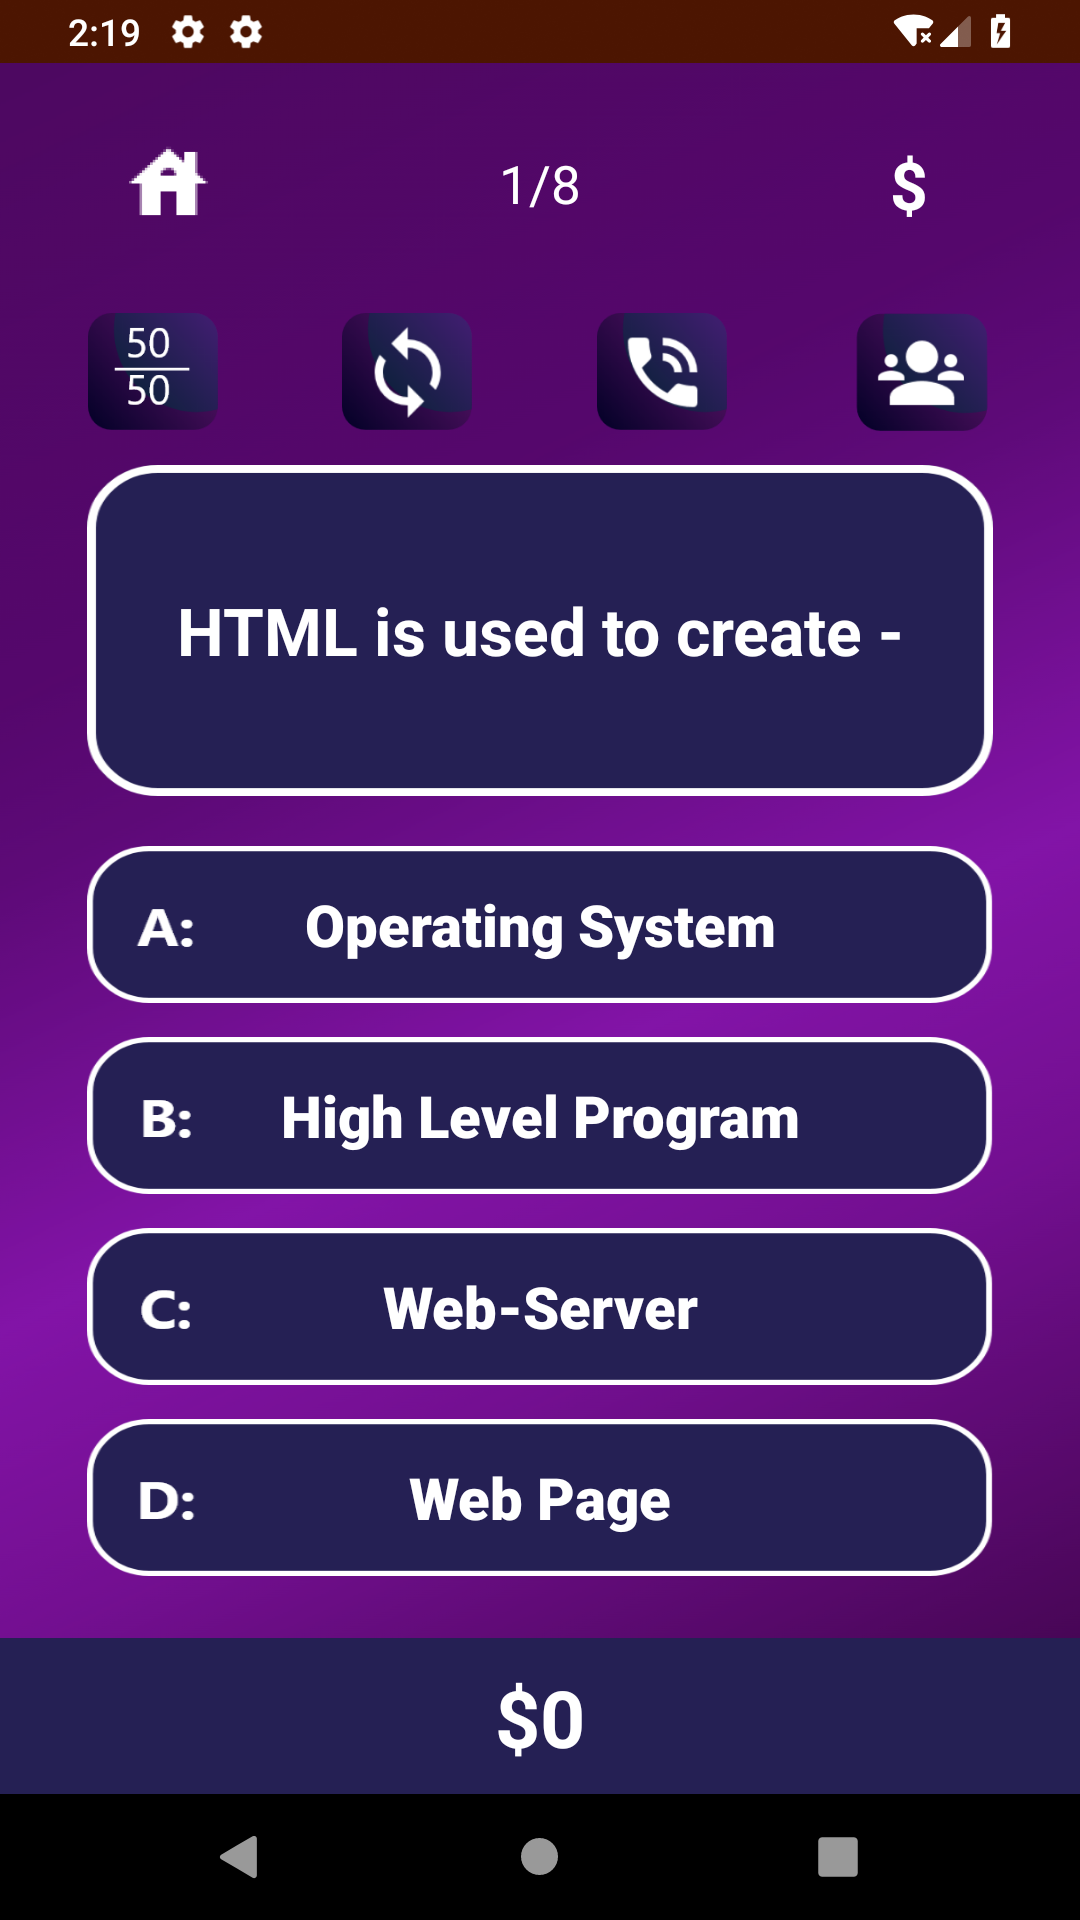 2:19
1/8
$
50
50
HTML is used to create -
A: Operating System
B: High Level Program
C: Web-Server
D: Web Page
$0